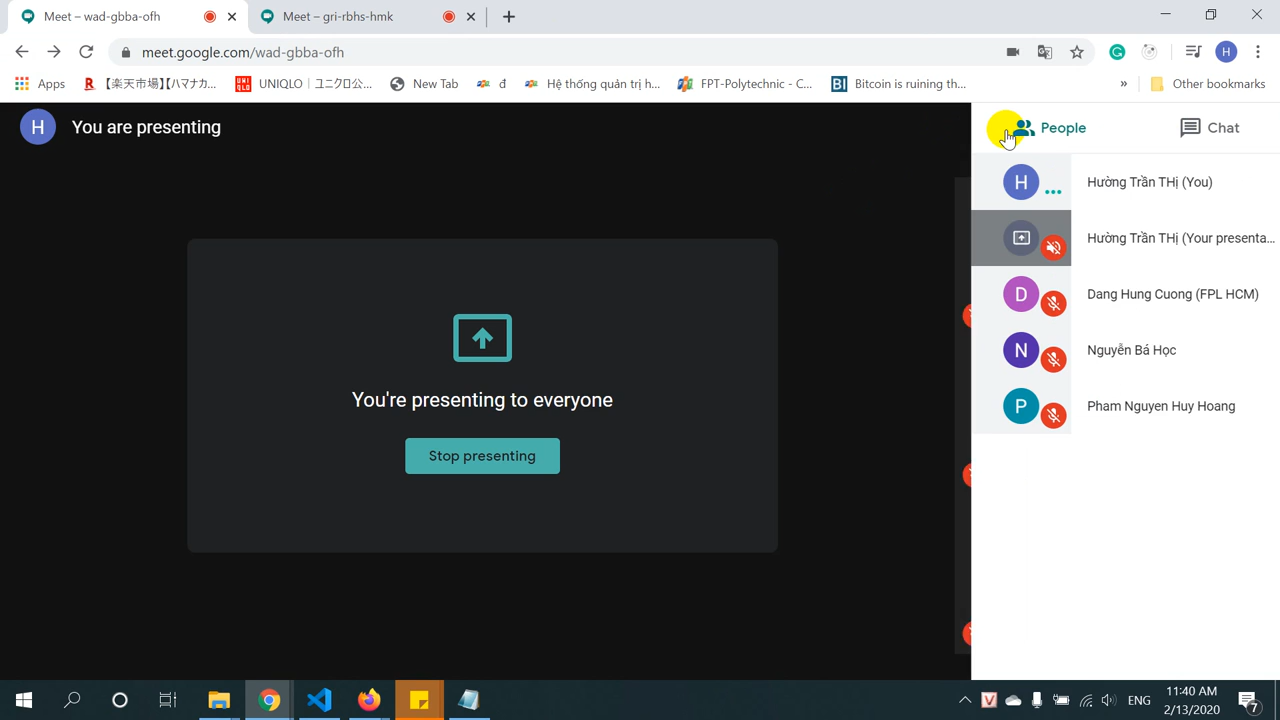 Meet – wad-gbba-ofh
Meet – gri-rbhs-hmk
meet.google.com/wad-gbba-ofh
Apps
【楽天市場】【ハマナカ...
UNIQLO｜ユニクロ公...
New Tab
đ
Hệ thống quản trị h...
FPT-Polytechnic - C...
BI
Bitcoin is ruining th...
»
Other bookmarks
H
You are presenting
People
Chat
H
Hường Trần THị (You)
Hường Trần THị (Your presenta...
D
Dang Hung Cuong (FPL HCM)
N
Nguyễn Bá Học
P
Pham Nguyen Huy Hoang
You're presenting to everyone
Stop presenting
ENG
11:40 AM
2/13/2020
7